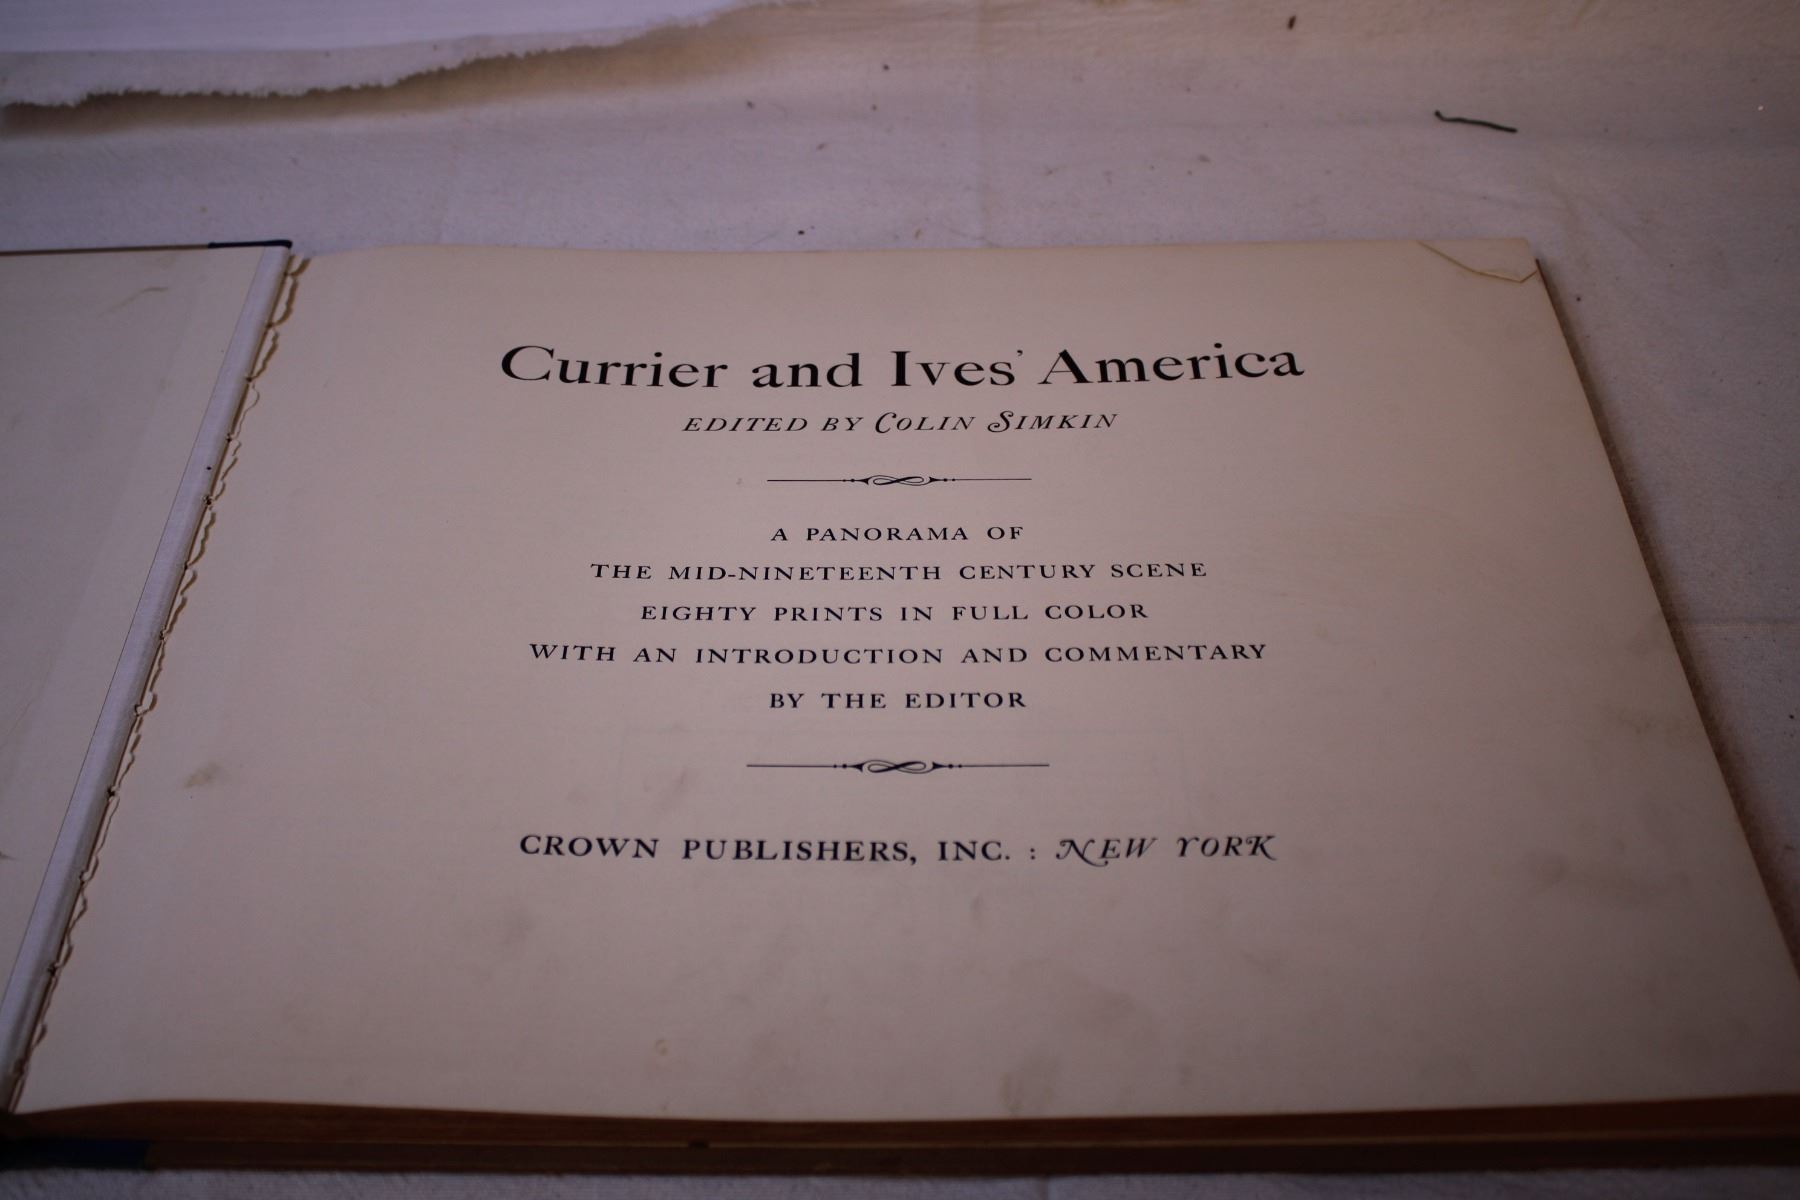 Currier and Ives' America
EDITED BY COLIN SIMKIN
A PANORAMA OF
THE MID-NINETEENTH CENTURY SCENE
EIGHTY PRINTS IN FULL COLOR
WITH AN INTRODUCTION AND COMMENTARY
BY THE EDITOR
CROWN PUBLISHERS, INC. : NEW YORK